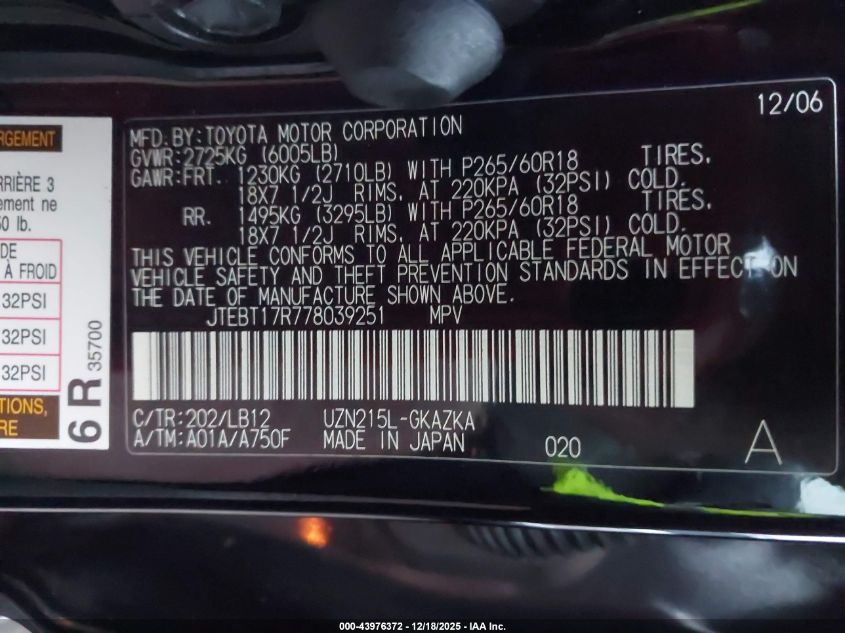 RGEMENT
RRIÈRE 3
ement ne
50 lb.
DE
À FROID
32PSI
32PSI
32PSI
TIONS,
RE
6 R
35700
12/06
MFD. BY:TOYOTA MOTOR CORPORATION
GVWR:2725KG (6005LB)
GAWR:FRT. 1230KG (2710LB) WITH P265/60R18 TIRES,
18X7 1/2J RIMS, AT 220KPA (32PSI) COLD.
RR. 1495KG (3295LB) WITH P265/60R18 TIRES,
18X7 1/2J RIMS, AT 220KPA (32PSI) COLD.
THIS VEHICLE CONFORMS TO ALL APPLICABLE FEDERAL MOTOR
VEHICLE SAFETY AND THEFT PREVENTION STANDARDS IN EFFECT ON
THE DATE OF MANUFACTURE SHOWN ABOVE.
JTEBT17R778039251 MPV
C/TR:202/LB12 UZN215L-GKAZKA
A/TM:A01A/A750F MADE IN JAPAN 020 A
000-43976372 - 12/18/2025 - IAA Inc.